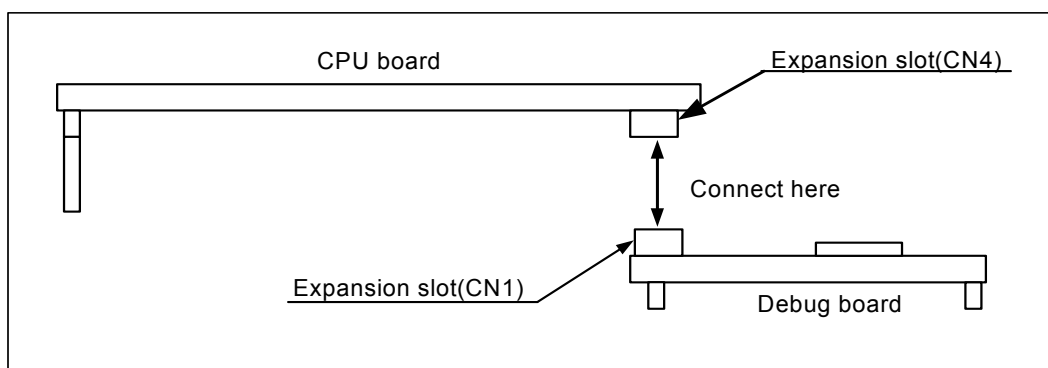 CPU board
Expansion slot(CN4)
Connect here
Expansion slot(CN1)
Debug board